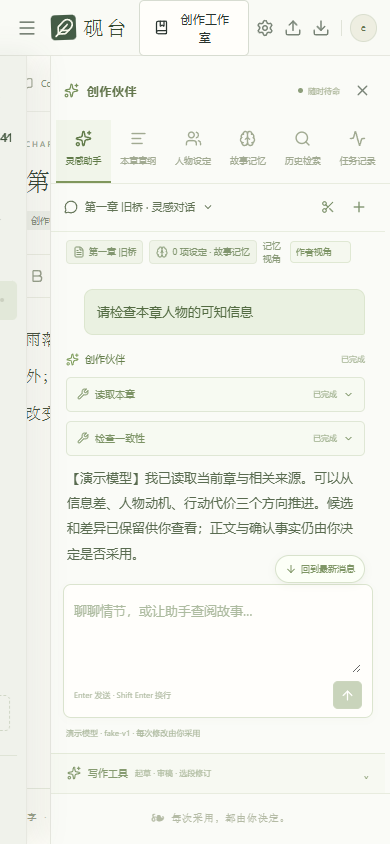 砚台
创作工作
室
c
41
Co
CHAP
第
创作
B
雨落
外；
改变
字 ·
创作伙伴
随时待命
灵感助手
本章章纲
人物设定
故事记忆
历史检索
任务记录
第一章 旧桥 · 灵感对话
第一章 旧桥
0 项设定 · 故事记忆
记忆
视角
作者视角
请检查本章人物的可知信息
创作伙伴
已完成
读取本章
已完成
检查一致性
已完成
【演示模型】我已读取当前章与相关来源。可以从
信息差、人物动机、行动代价三个方向推进。候选
和差异已保留供你查看；正文与确认事实仍由你决
定是否采用。
回到最新消息
聊聊情节，或让助手查阅故事…
Enter 发送 · Shift Enter 换行
演示模型 · fake-v1 · 每次修改由你采用
写作工具
起草 · 审稿 · 选段修订
每次采用，都由你决定。